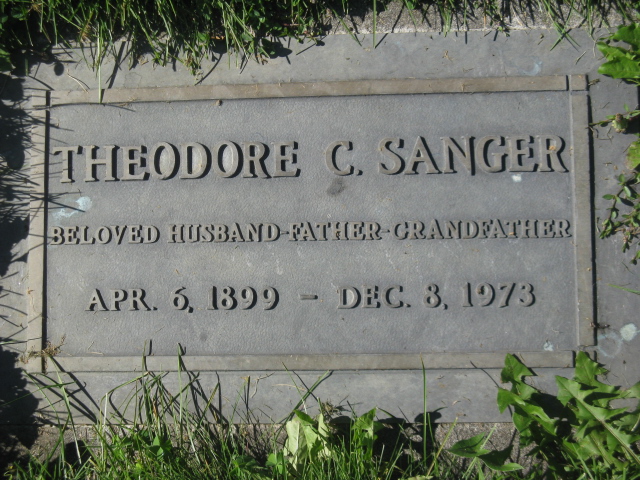 THEODORE C. SANGER
BELOVED HUSBAND-FATHER-GRANDFATHER
APR. 6, 1899 - DEC. 8, 1973